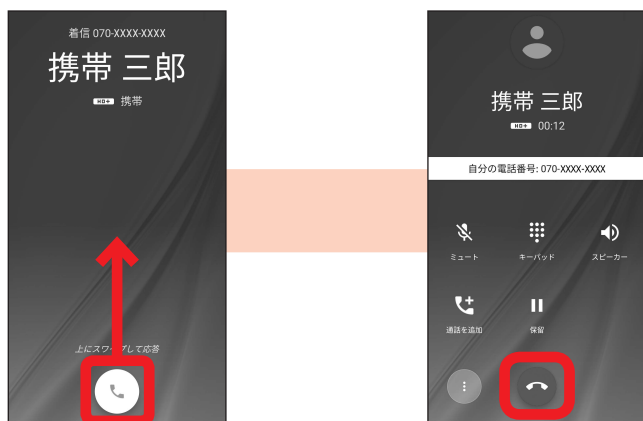 着信 070-XXXX-XXXX
携帯 三郎
HD+ 携帯
上にスワイプして応答
携帯 三郎
HD+ 00:12
自分の電話番号: 070-XXXX-XXXX
ミュート
キーパッド
スピーカー
通話を追加
保留